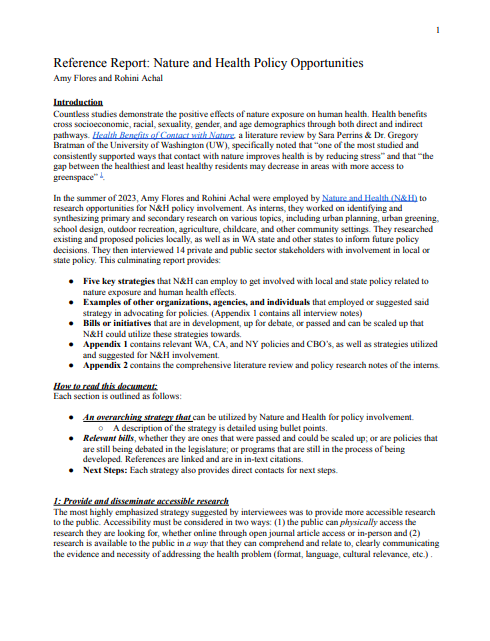 1
Reference Report: Nature and Health Policy Opportunities
Amy Flores and Rohini Achal
Introduction
Countless studies demonstrate the positive effects of nature exposure on human health. Health benefits
cross socioeconomic, racial, sexuality, gender, and age demographics through both direct and indirect
pathways. Health Benefits of Contact with Nature, a literature review by Sara Perrins & Dr. Gregory
Bratman of the University of Washington (UW), specifically noted that “one of the most studied and
consistently supported ways that contact with nature improves health is by reducing stress” and that “the
gap between the healthiest and least healthy residents may decrease in areas with more access to
greenspace” 1.
In the summer of 2023, Amy Flores and Rohini Achal were employed by Nature and Health (N&H) to
research opportunities for N&H policy involvement. As interns, they worked on identifying and
synthesizing primary and secondary research on various topics, including urban planning, urban greening,
school design, outdoor recreation, agriculture, childcare, and other community settings. They researched
existing and proposed policies locally, as well as in WA state and other states to inform future policy
decisions. They then interviewed 14 private and public sector stakeholders with involvement in local or
state policy. This culminating report provides:
● Five key strategies that N&H can employ to get involved with local and state policy related to
nature exposure and human health effects.
● Examples of other organizations, agencies, and individuals that employed or suggested said
strategy in advocating for policies. (Appendix 1 contains all interview notes)
● Bills or initiatives that are in development, up for debate, or passed and can be scaled up that
N&H could utilize these strategies towards.
● Appendix 1 contains relevant WA, CA, and NY policies and CBO’s, as well as strategies utilized
and suggested for N&H involvement.
● Appendix 2 contains the comprehensive literature review and policy research notes of the interns.
How to read this document:
Each section is outlined as follows:
● An overarching strategy that can be utilized by Nature and Health for policy involvement.
○ A description of the strategy is detailed using bullet points.
● Relevant bills, whether they are ones that were passed and could be scaled up; or are policies that
are still being debated in the legislature; or programs that are still in the process of being
developed. References are linked and are in in-text citations.
● Next Steps: Each strategy also provides direct contacts for next steps.
1: Provide and disseminate accessible research
The most highly emphasized strategy suggested by interviewees was to provide more accessible research
to the public. Accessibility must be considered in two ways: (1) the public can physically access the
research they are looking for, whether online through open journal article access or in-person and (2)
research is available to the public in a way that they can comprehend and relate to, clearly communicating
the evidence and necessity of addressing the health problem (format, language, cultural relevance, etc.) .